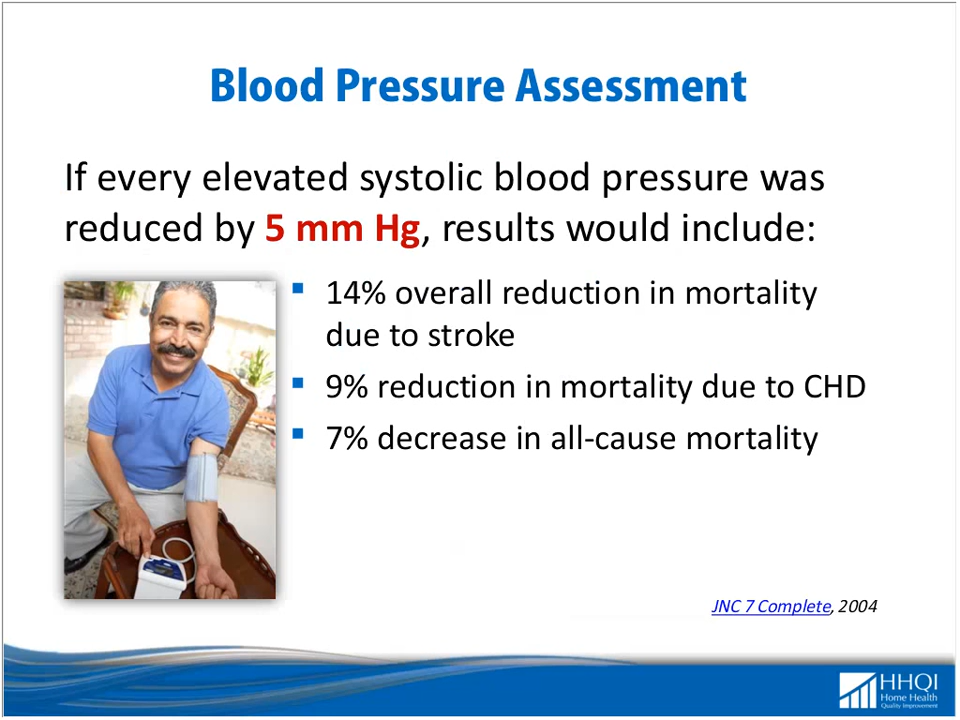 Blood Pressure Assessment
If every elevated systolic blood pressure was
reduced by 5 mm Hg, results would include:
▪ 14% overall reduction in mortality
due to stroke
▪ 9% reduction in mortality due to CHD
▪ 7% decrease in all-cause mortality
JNC 7 Complete, 2004
HHQI
Home Health
Quality Improvement